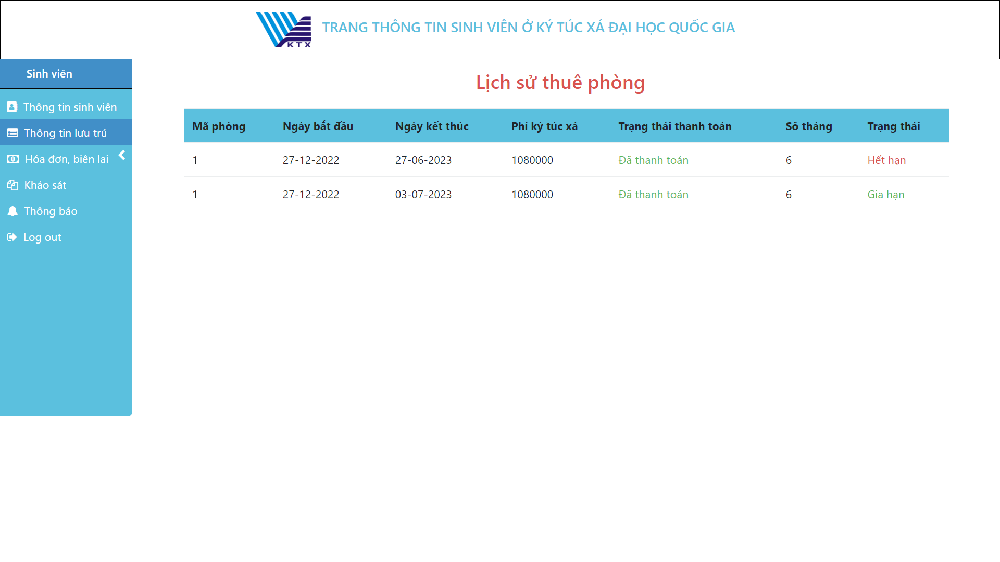 KTX
TRANG THÔNG TIN SINH VIÊN Ở KÝ TÚC XÁ ĐẠI HỌC QUỐC GIA
Sinh viên
Thông tin sinh viên
Thông tin lưu trú
Hóa đơn, biên lai
Khảo sát
Thông báo
Log out
Lịch sử thuê phòng
Mã phòng Ngày bắt đầu Ngày kết thúc Phí ký túc xá Trạng thái thanh toán Sô tháng Trạng thái
1 27-12-2022 27-06-2023 1080000 Đã thanh toán 6 Hết hạn
1 27-12-2022 03-07-2023 1080000 Đã thanh toán 6 Gia hạn